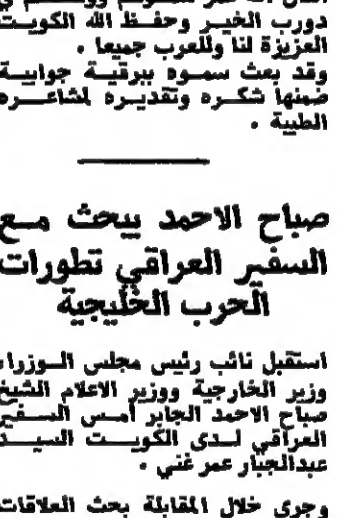 دروب الخير وحفظ الله الكويت
العزيزة لنا وللعرب جميعا .
وقد بعث سموه ببرقية جوابية
ضمنها شكره وتقديره لمشاعره
الطيبة .
صباح الاحمد يبحث مع
السفير العراقي تطورات
الحرب الخليجية
استقبل نائب رئيس مجلس الوزراء
وزير الخارجية ووزير الاعلام الشيخ
صباح الاحمد الجابر امس السفير
العراقي لدى الكويت السيد
عبدالجبار عمر غني .
وجرى خلال المقابلة بحث العلاقات